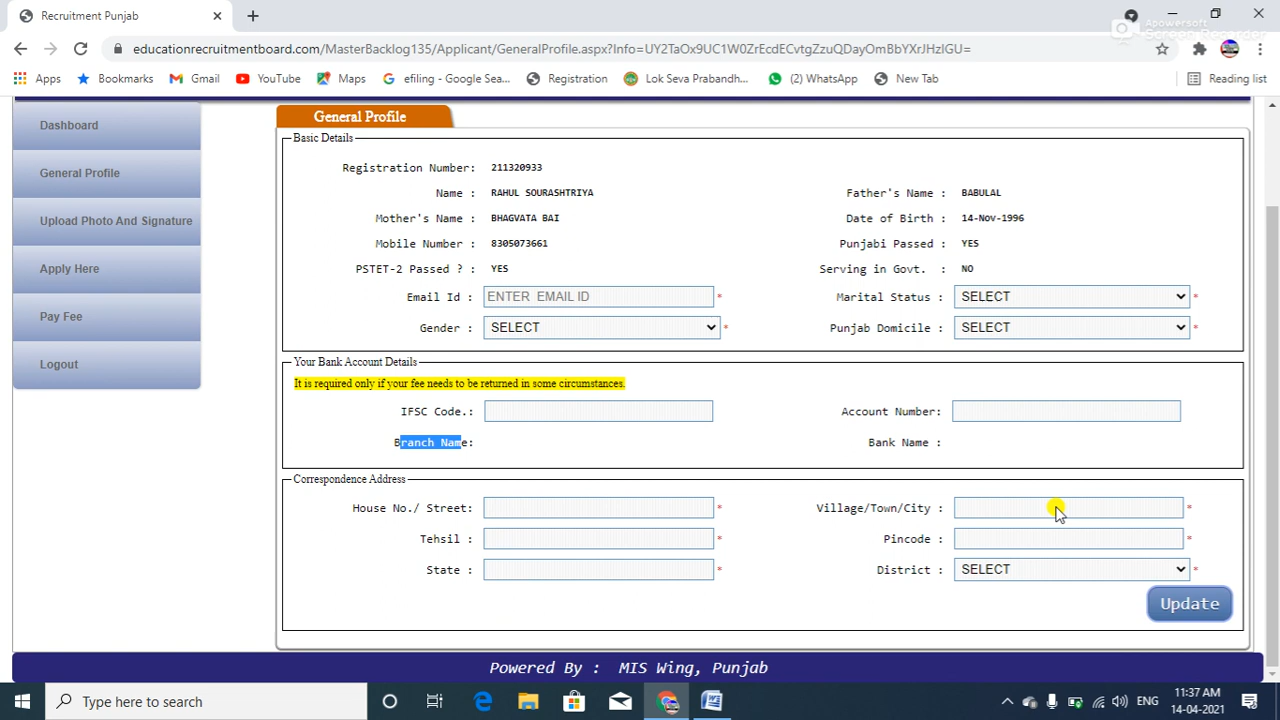 Recruitment Punjab
Apowersoft
Screen Recorder
educationrecruitmentboard.com/MasterBacklog135/Applicant/GeneralProfile.aspx?Info=UY2TaOx9UC1W0ZrEcdECvtgZzuQDayOmBbYXrJHzlGU=
Apps Bookmarks Gmail YouTube Maps efiling - Google Sea... Registration Lok Seva Prabandh... (2) WhatsApp New Tab Reading list
Dashboard
General Profile
Upload Photo And Signature
Apply Here
Pay Fee
Logout
General Profile
Basic Details
Registration Number: 211320933
Name : RAHUL SOURASHTRIYA Father's Name : BABULAL
Mother's Name : BHAGVATA BAI Date of Birth : 14-Nov-1996
Mobile Number : 8305073661 Punjabi Passed : YES
PSTET-2 Passed ? : YES Serving in Govt. : NO
Email Id : ENTER EMAIL ID * Marital Status : SELECT *
Gender : SELECT * Punjab Domicile : SELECT *
Your Bank Account Details
It is required only if your fee needs to be returned in some circumstances.
IFSC Code.: Account Number:
Branch Name: Bank Name :
Correspondence Address
House No./ Street: * Village/Town/City : *
Tehsil : * Pincode : *
State : * District : SELECT *
Update
Powered By : MIS Wing, Punjab
Type here to search
ENG
11:37 AM
14-04-2021